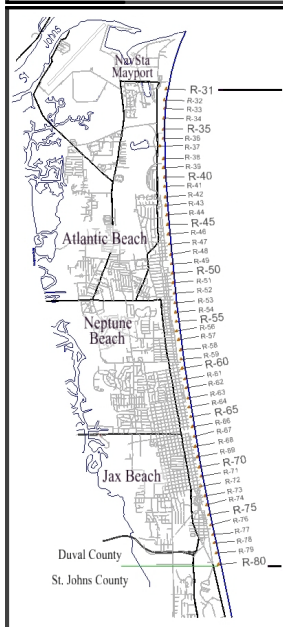 St Johns
NavSta
Mayport
R-31
R-32
R-33
R-34
R-35
R-36
R-37
R-38
R-39
R-40
R-41
R-42
R-43
R-44
R-45
R-46
Atlantic Beach
R-47
R-48
R-49
R-50
R-51
R-52
R-53
R-54
Neptune
Beach
R-55
R-56
R-57
R-58
R-59
R-60
R-61
R-62
R-63
R-64
R-65
R-66
R-67
R-68
R-69
R-70
R-71
Jax Beach
R-72
R-73
R-74
R-75
R-76
R-77
R-78
Duval County
R-79
R-80
St. Johns County